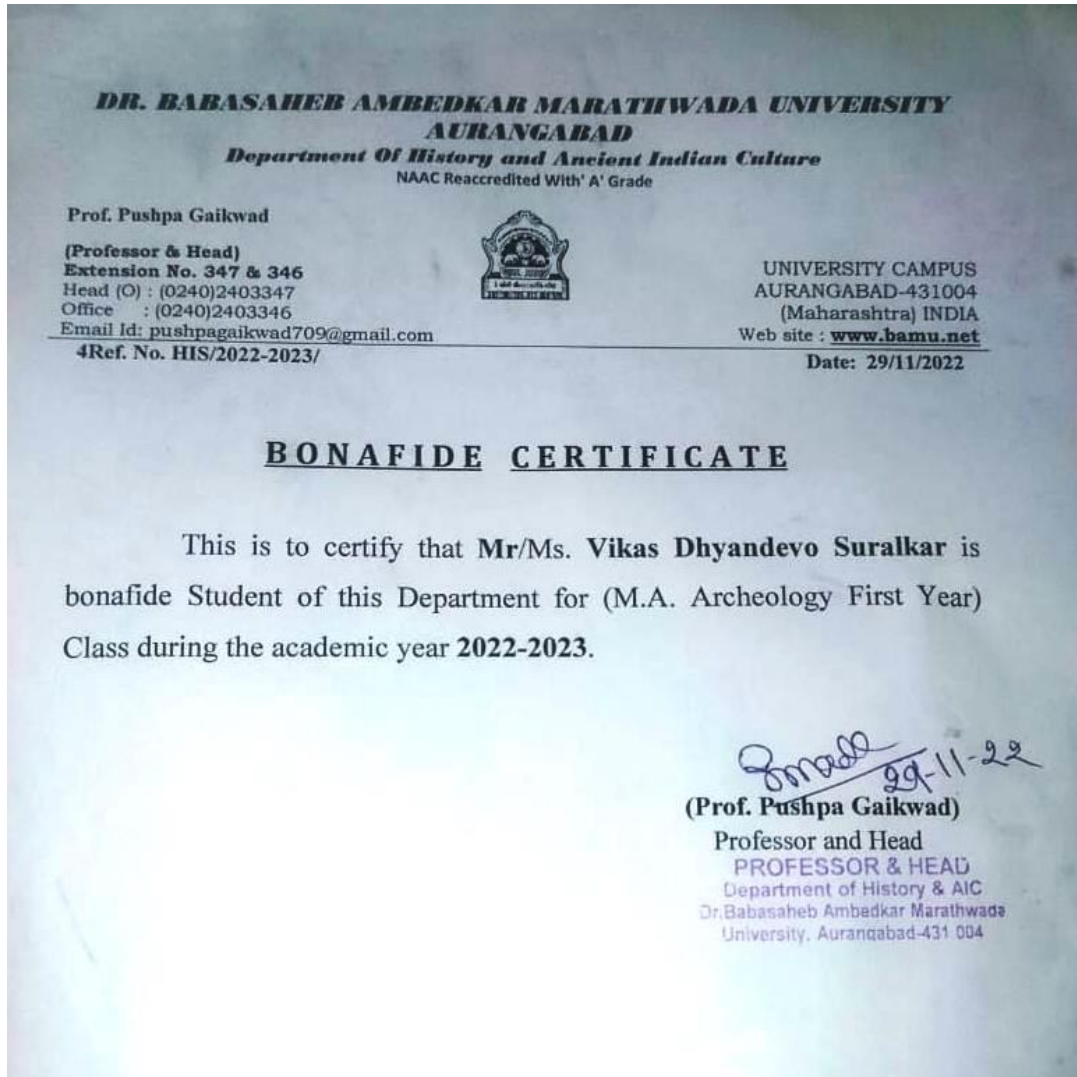 DR. BABASAHEB AMBEDKAR MARATHWADA UNIVERSITY
AURANGABAD
Department Of History and Ancient Indian Culture
NAAC Reaccredited With' A' Grade
Prof. Pushpa Gaikwad
(Professor & Head)
Extension No. 347 & 346
Head (O) : (0240)2403347
Office : (0240)2403346
Email Id: pushpagaikwad709@gmail.com
UNIVERSITY CAMPUS
AURANGABAD-431004
(Maharashtra) INDIA
Web site : www.bamu.net
4Ref. No. HIS/2022-2023/
Date: 29/11/2022
BONAFIDE CERTIFICATE
This is to certify that Mr/Ms. Vikas Dhyandevo Suralkar is
bonafide Student of this Department for (M.A. Archeology First Year)
Class during the academic year 2022-2023.
29-11-22
(Prof. Pushpa Gaikwad)
Professor and Head
PROFESSOR & HEAD
Department of History & AIC
Dr.Babasaheb Ambedkar Marathwada
University, Aurangabad-431 004